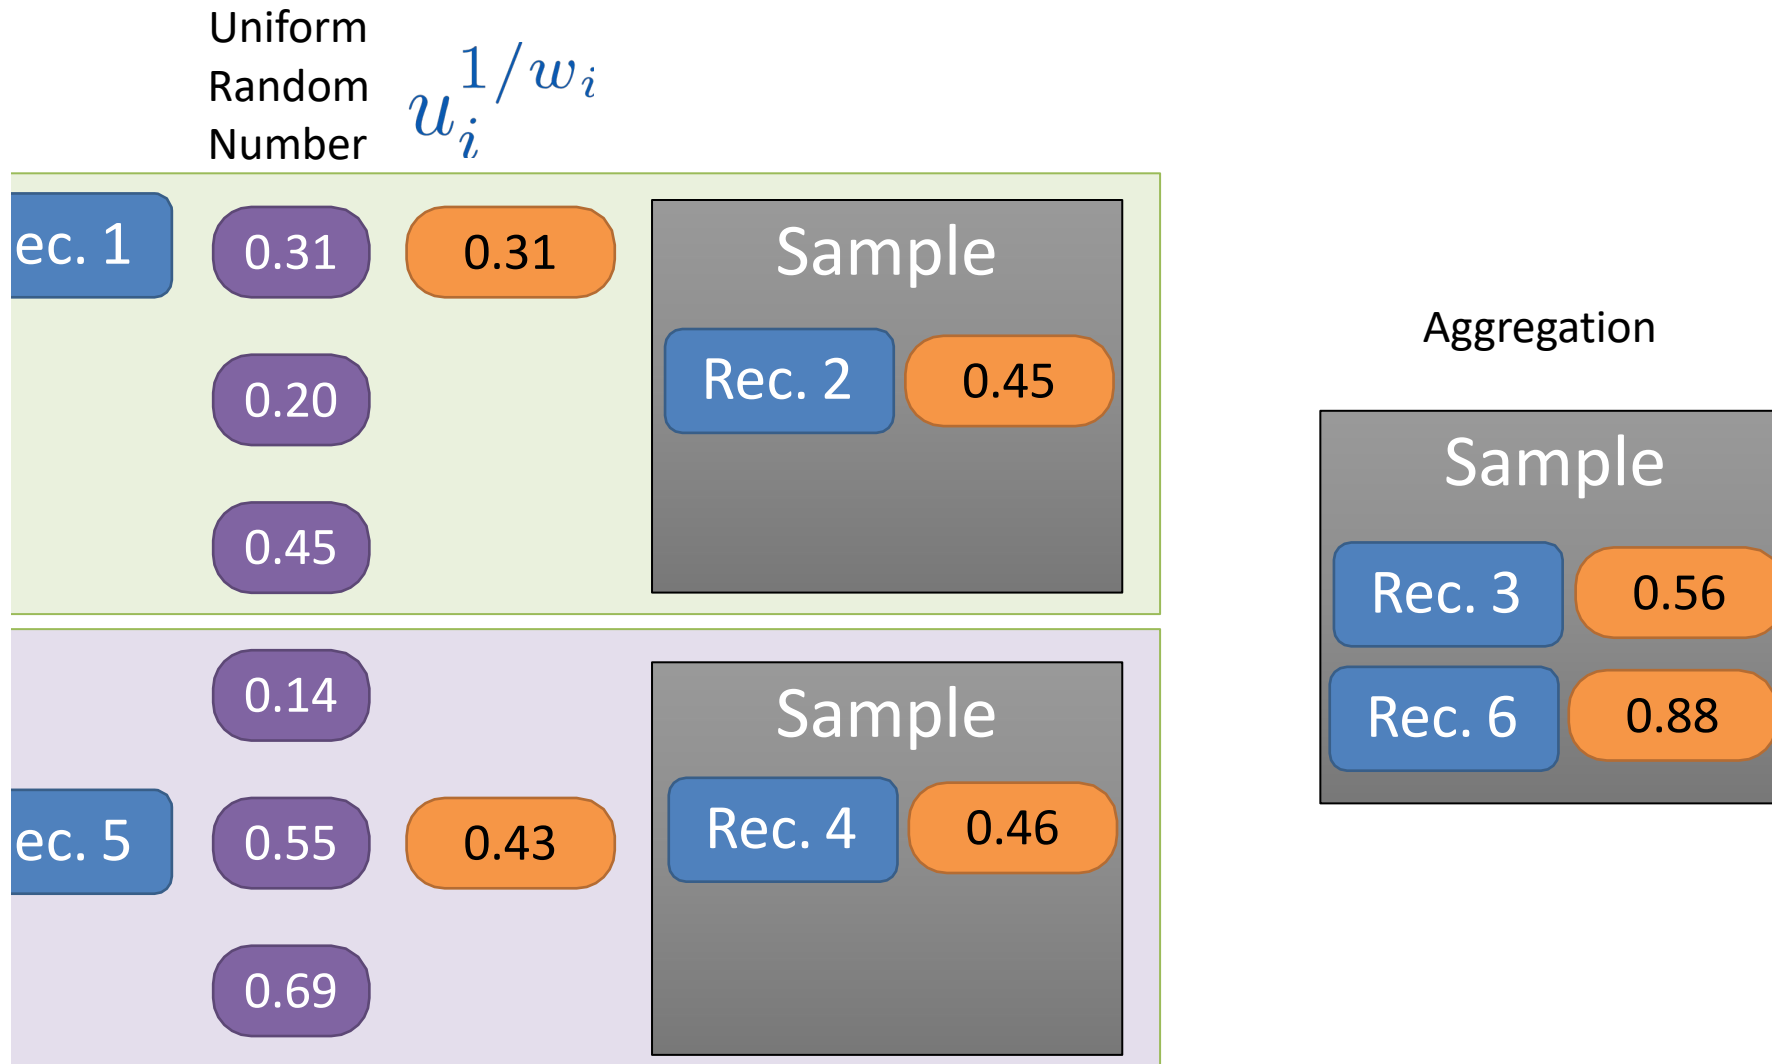 Uniform
Random
Number
u_i^{1/w_i}
ec. 1 0.31 0.31
0.20
0.45
Sample
Rec. 2 0.45
0.14
ec. 5 0.55 0.43
0.69
Sample
Rec. 4 0.46
Aggregation
Sample
Rec. 3 0.56
Rec. 6 0.88